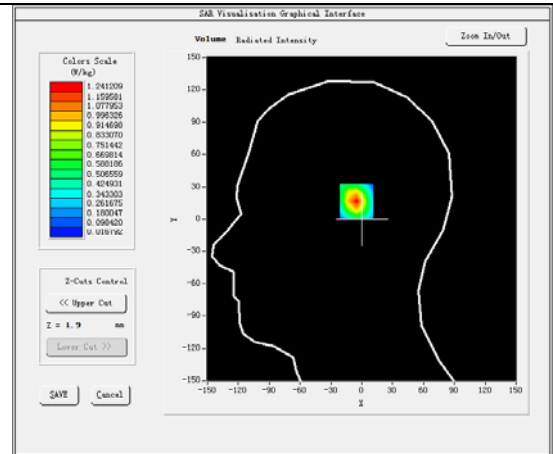 SAR Visualisation Graphical Interface
Volume Radiated Intensity
Zoom In/Out
Colors Scale
(W/kg)
1.241209
1.159581
1.077953
0.996326
0.914698
0.833070
0.751442
0.669814
0.588186
0.506559
0.424931
0.343303
0.261675
0.180047
0.098420
0.016792
150
120
90
60
30
0
-30
-60
-90
-120
-150
Y
-150 -120 -90 -60 -30 0 30 60 90 120 150
X
Z-Cuts Control
<< Upper Cut
Z = 1.9 mm
Lower Cut >>
SAVE Cancel